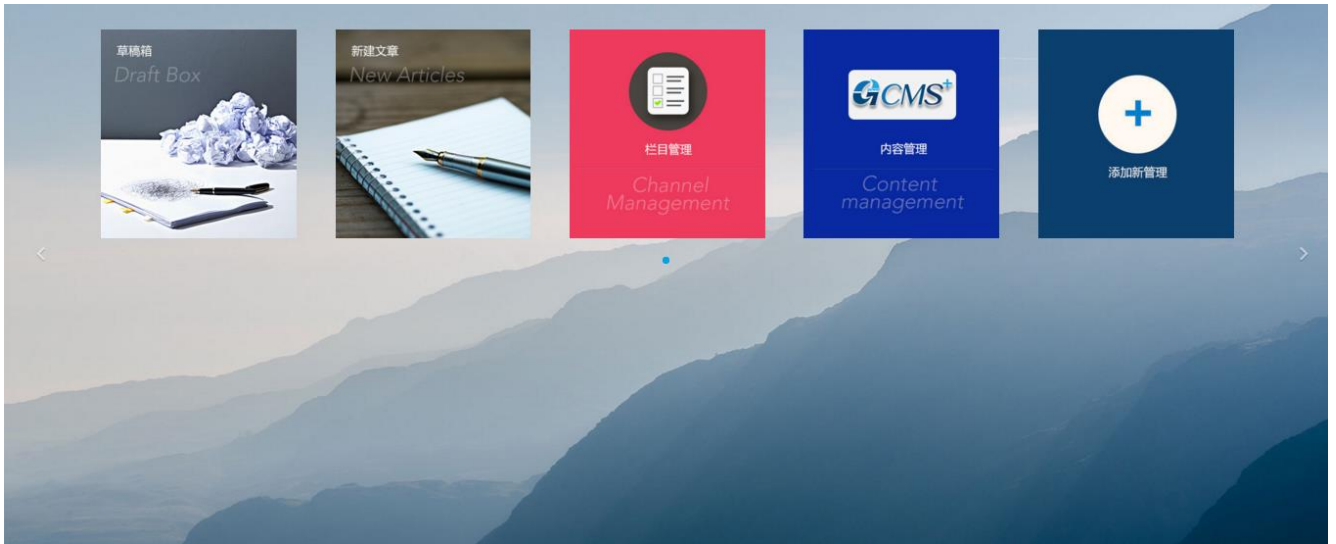 草稿箱
Draft Box
新建文章
New Articles
栏目管理
Channel
Management
GCMS+
内容管理
Content
management
添加新管理